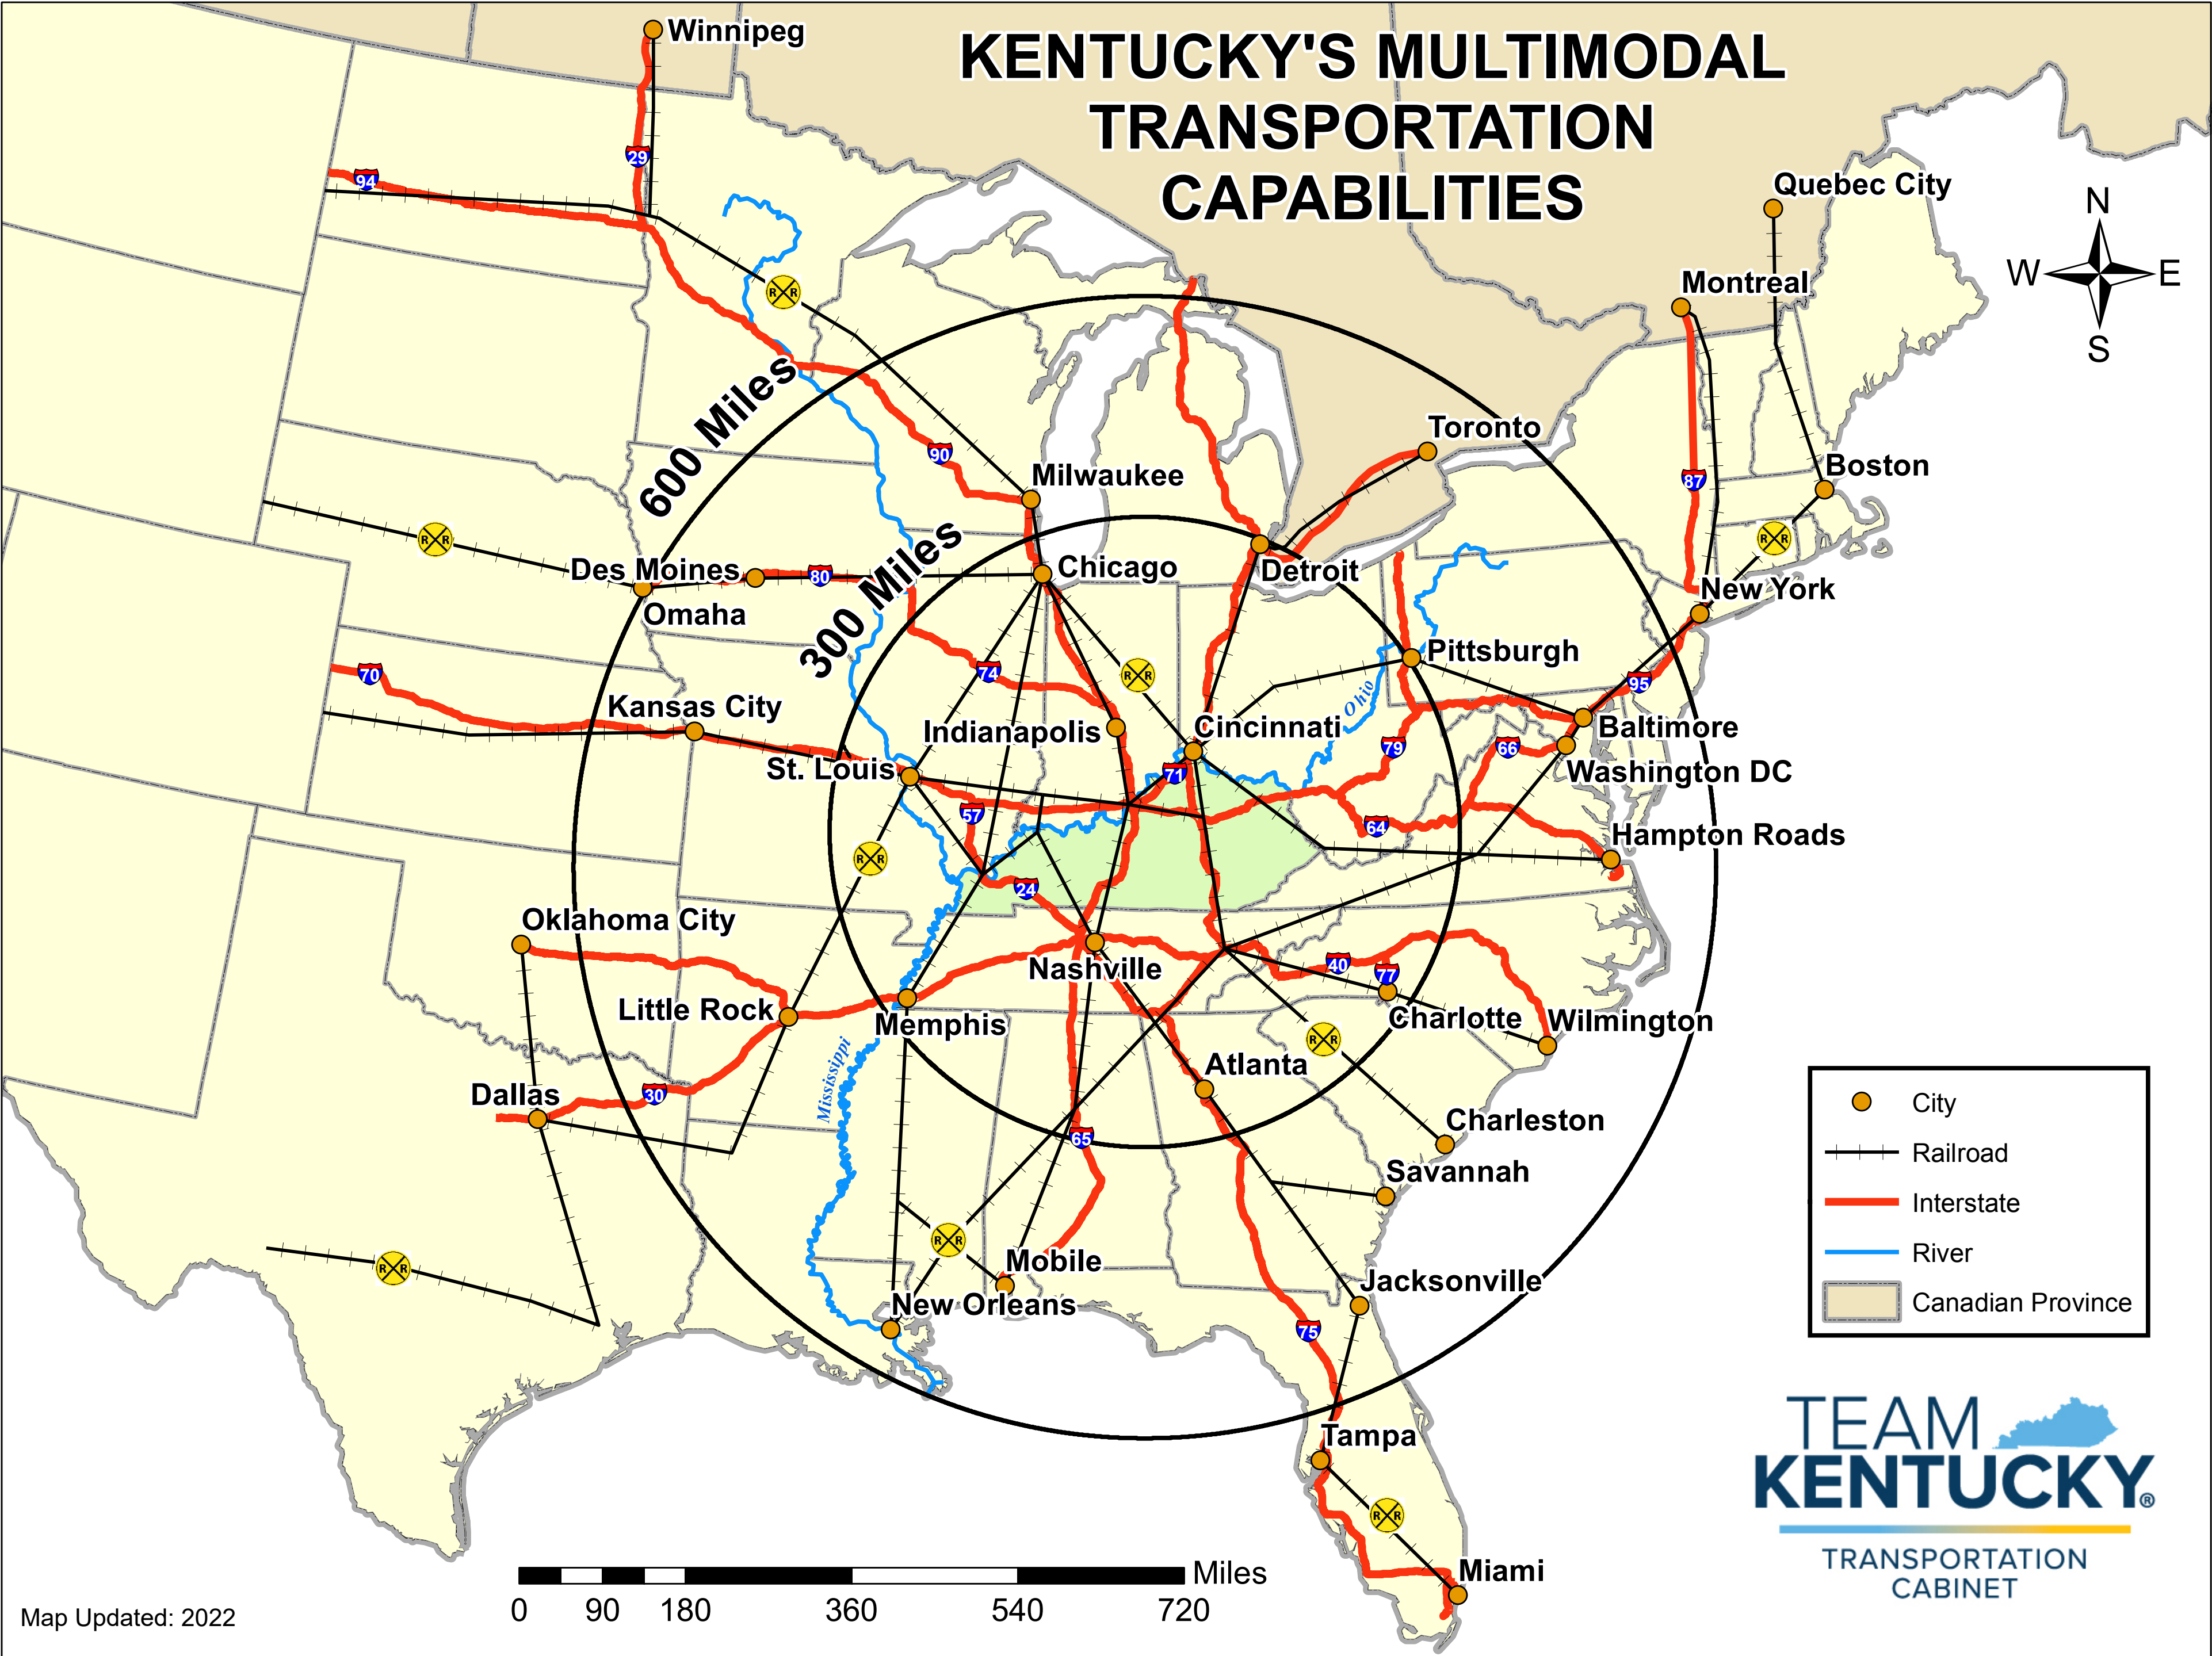 KENTUCKY'S MULTIMODAL
TRANSPORTATION
CAPABILITIES
Winnipeg
29
94
Quebec City
N
W
E
S
Montreal
R R
600 Miles
Toronto
90
Milwaukee
Boston
87
300 Miles
R R
R R
Des Moines
80
Chicago
Detroit
Omaha
New York
70
74
R R
Pittsburgh
Ohio
95
Kansas City
Indianapolis
Cincinnati
79
66
Baltimore
St. Louis
71
Washington DC
57
64
Hampton Roads
R R
24
Oklahoma City
Nashville
40
77
Little Rock
Memphis
Charlotte
Wilmington
Mississippi
R R
Atlanta
Dallas
30
65
Charleston
Savannah
R R
R R
Mobile
New Orleans
Jacksonville
75
Tampa
R R
Miami
City
Railroad
Interstate
River
Canadian Province
TEAM
KENTUCKY®
TRANSPORTATION
CABINET
Miles
0 90 180 360 540 720
Map Updated: 2022